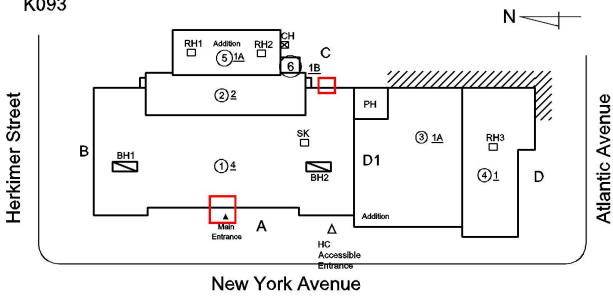 K093
N
CH
RH1
Addition
RH2
5
1A
C
6
1B
2 2
PH
SK
3 1A
RH3
B
BH1
1 4
BH2
D1
4 1
D
Main
Entrance
A
Addition
HC
Accessible
Entrance
Herkimer Street
Atlantic Avenue
New York Avenue